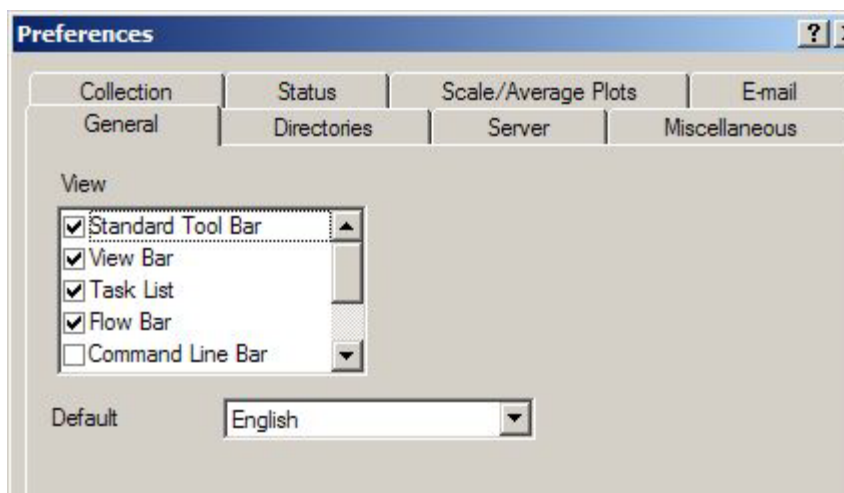 Preferences
Collection Status Scale/Average Plots E-mail
General Directories Server Miscellaneous
View
Standard Tool Bar
View Bar
Task List
Flow Bar
Command Line Bar
Default English